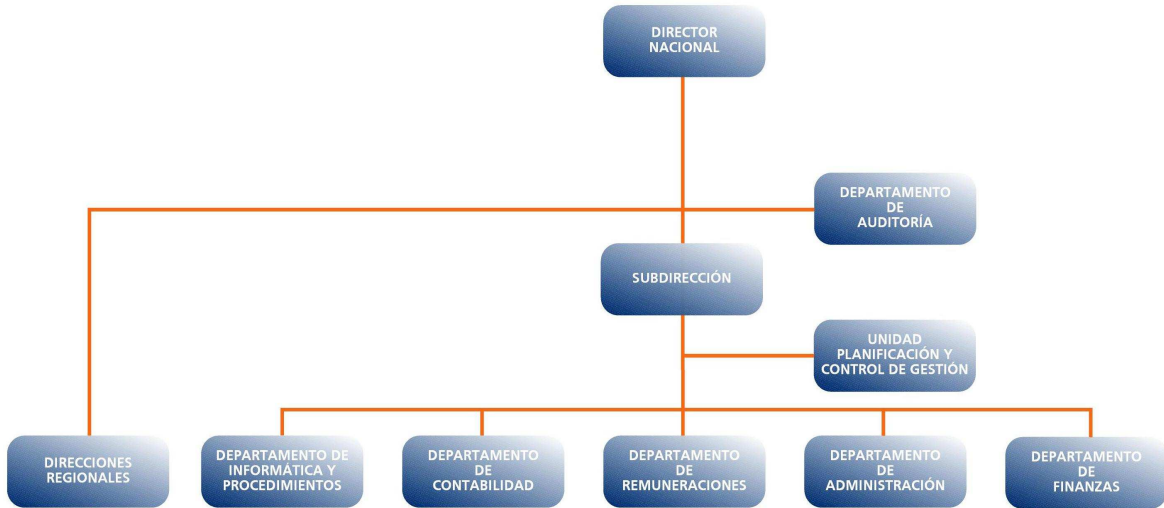 DIRECTOR
NACIONAL
DEPARTAMENTO
DE
AUDITORÍA
SUBDIRECCIÓN
UNIDAD
PLANIFICACIÓN Y
CONTROL DE GESTIÓN
DIRECCIONES
REGIONALES
DEPARTAMENTO DE
INFORMÁTICA Y
PROCEDIMIENTOS
DEPARTAMENTO
DE
CONTABILIDAD
DEPARTAMENTO
DE
REMUNERACIONES
DEPARTAMENTO
DE
ADMINISTRACIÓN
DEPARTAMENTO
DE
FINANZAS